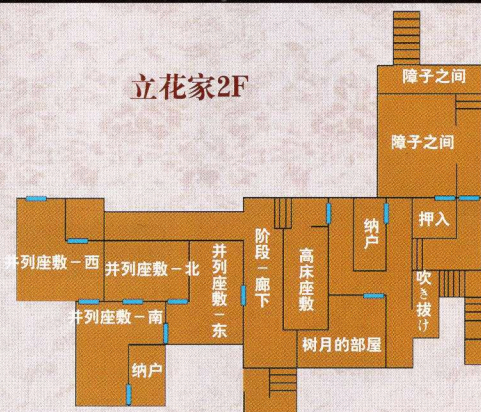 立花家2F
障子之间
障子之间
押入
纳户
阶段－廊下
高床座敷
吹き抜け
并列座敷－西
并列座敷－北
并列座敷－东
并列座敷－南
树月的部屋
纳户